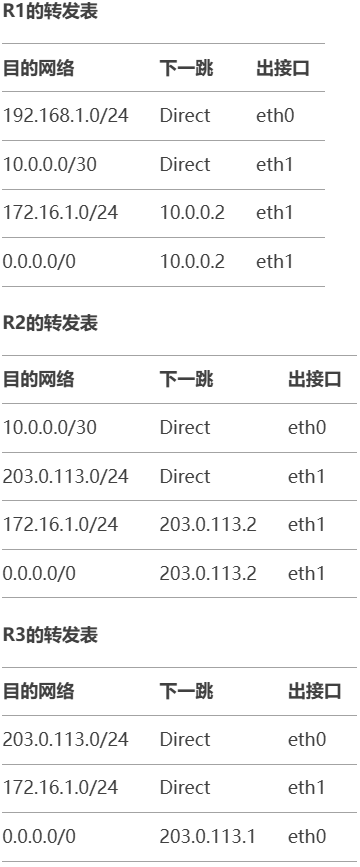 R1的转发表
目的网络 下一跳 出接口
192.168.1.0/24 Direct eth0
10.0.0.0/30 Direct eth1
172.16.1.0/24 10.0.0.2 eth1
0.0.0.0/0 10.0.0.2 eth1
R2的转发表
目的网络 下一跳 出接口
10.0.0.0/30 Direct eth0
203.0.113.0/24 Direct eth1
172.16.1.0/24 203.0.113.2 eth1
0.0.0.0/0 203.0.113.2 eth1
R3的转发表
目的网络 下一跳 出接口
203.0.113.0/24 Direct eth0
172.16.1.0/24 Direct eth1
0.0.0.0/0 203.0.113.1 eth0